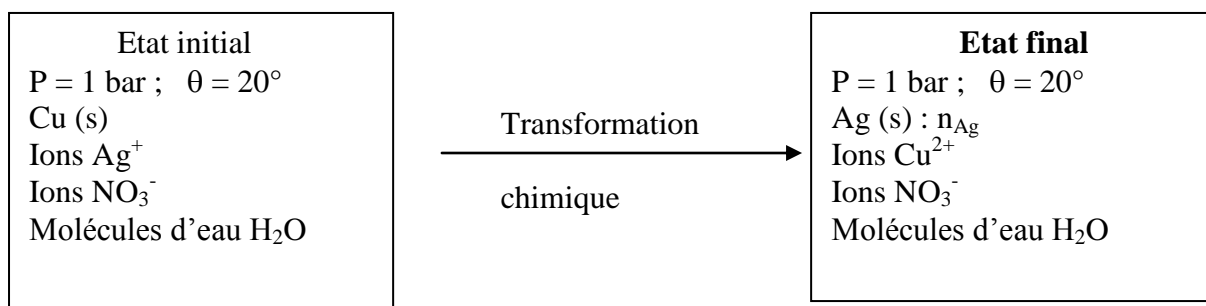 Etat initial
P = 1 bar ;   θ = 20°
Cu (s)
Ions Ag⁺
Ions NO₃⁻
Molécules d'eau H₂O
Transformation
chimique
Etat final
P = 1 bar ;   θ = 20°
Ag (s) : n_Ag
Ions Cu²⁺
Ions NO₃⁻
Molécules d'eau H₂O